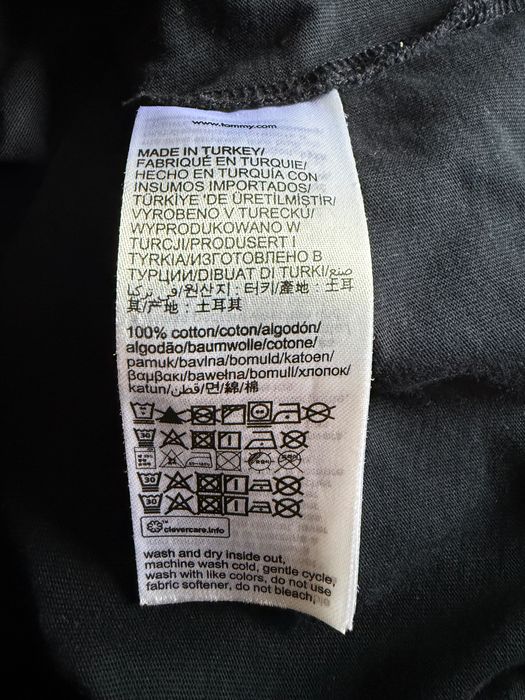 www.tommy.com
MADE IN TURKEY/
FABRIQUÉ EN TURQUIE/
HECHO EN TURQUÍA CON
INSUMOS IMPORTADOS/
TÜRKİYE 'DE ÜRETİLMİŞTİR/
VYROBENO V TURECKU/
WYPRODUKOWANO W
TURCJI/PRODUSERT I
TYRKIA/ИЗГОТОВЛЕНО В
ТУРЦИИ/DIBUAT DI TURKI/صنع
في تركيا/원산지 : 터키/產地 : 土耳
其/产地 : 土耳其
100% cotton/coton/algodón/
algodão/baumwolle/cotone/
pamuk/bavlna/bomuld/katoen/
βαμβακι/bawełna/bomull/хлопок/
katun/قطن/면/綿/棉
30
30
30
clevercare.info
wash and dry inside out,
machine wash cold, gentle cycle,
wash with like colors, do not use
fabric softener, do not bleach,